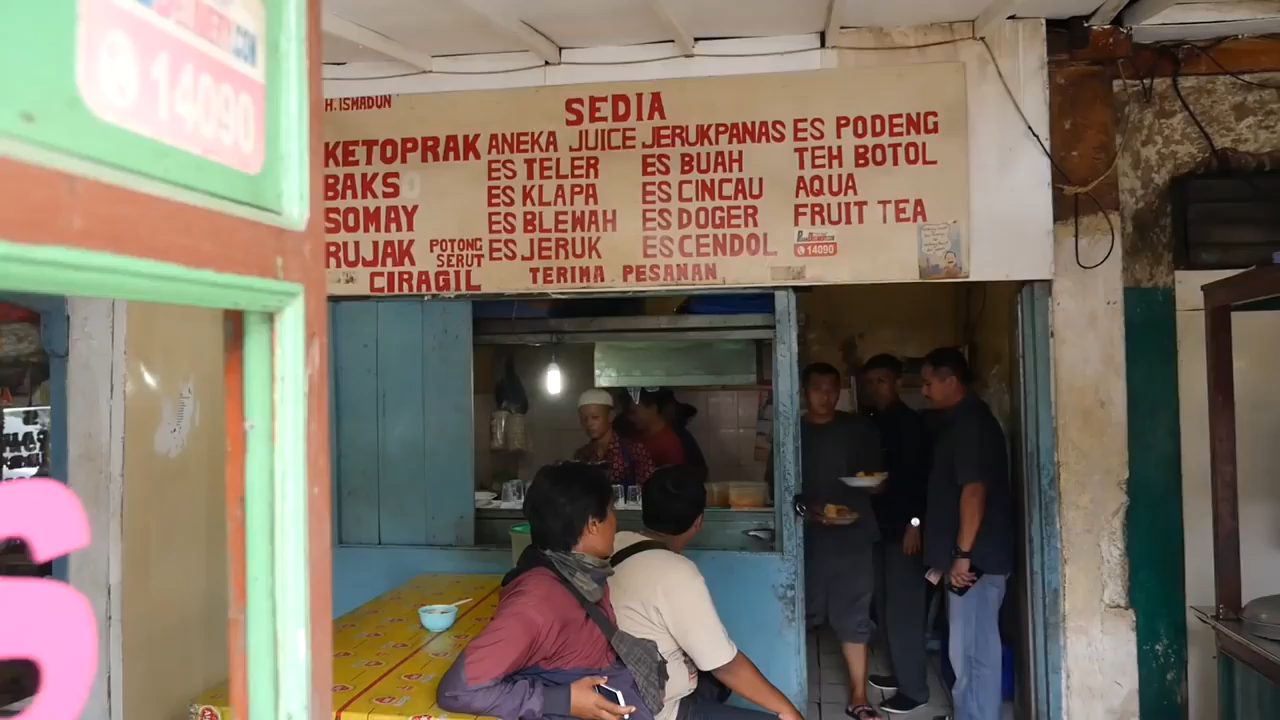 14090
H. ISMADUN
SEDIA
KETOPRAK
BAKSO
SOMAY
RUJAK POTONG SERUT
CIRAGIL
ANEKA JUICE
ES TELER
ES KLAPA
ES BLEWAH
ES JERUK
JERUK PANAS
ES BUAH
ES CINCAU
ES DOGER
ES CENDOL
ES PODENG
TEH BOTOL
AQUA
FRUIT TEA
14090
TERIMA PESANAN